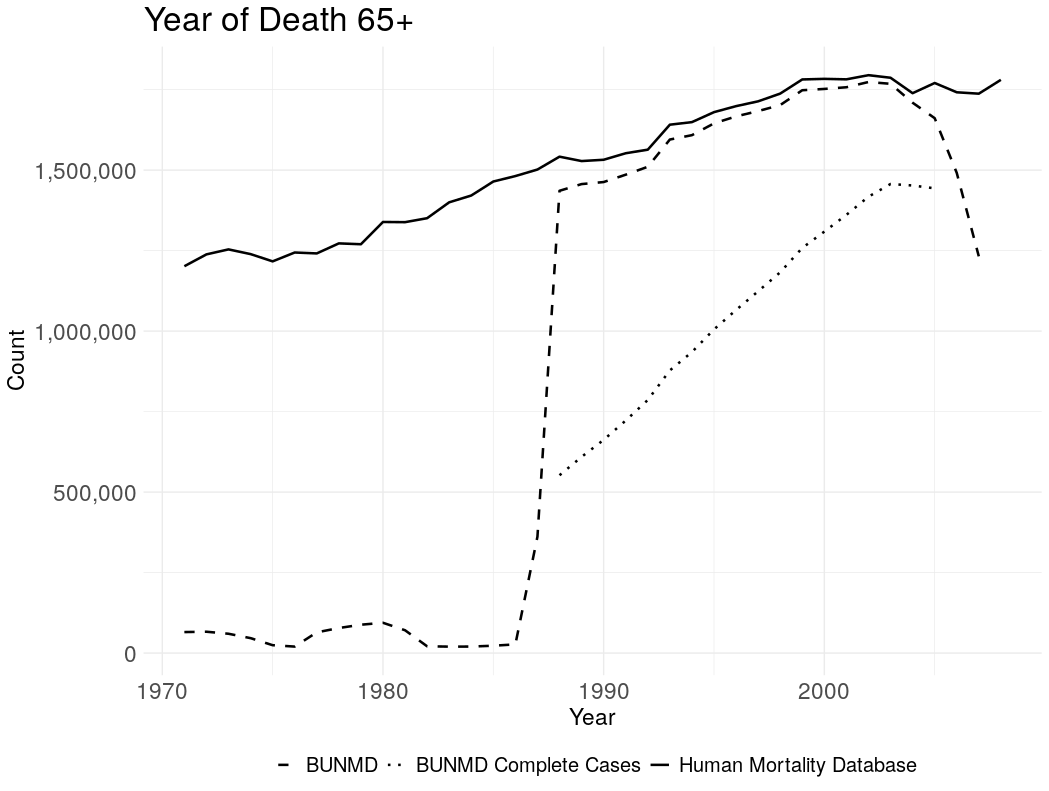 Year of Death 65+
1,500,000
1,000,000
500,000
0
Count
1970 1980 1990 2000
Year
BUNMD BUNMD Complete Cases Human Mortality Database